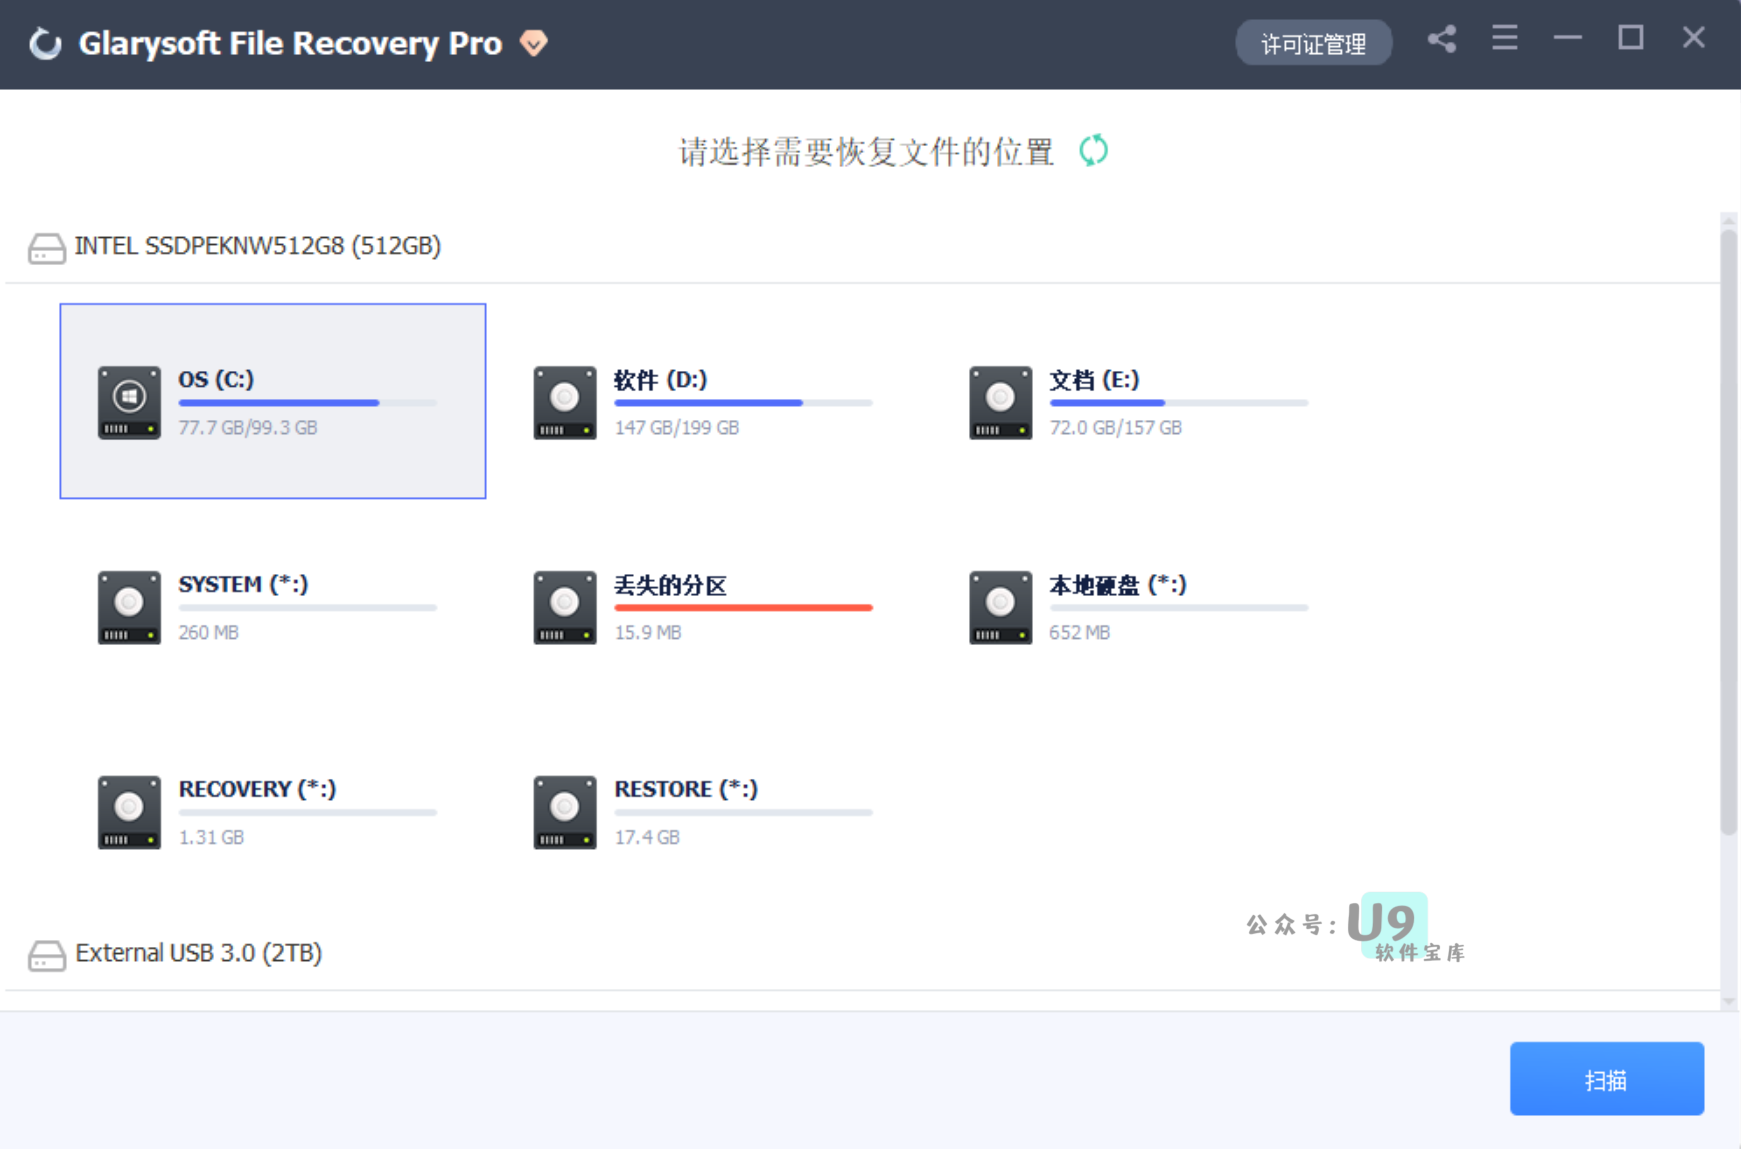 Glarysoft File Recovery Pro
许可证管理
请选择需要恢复文件的位置
INTEL SSDPEKNW512G8 (512GB)
OS (C:)
77.7 GB/99.3 GB
软件 (D:)
147 GB/199 GB
文档 (E:)
72.0 GB/157 GB
SYSTEM (*:)
260 MB
丢失的分区
15.9 MB
本地硬盘 (*:)
652 MB
RECOVERY (*:)
1.31 GB
RESTORE (*:)
17.4 GB
公众号: U9
软件宝库
External USB 3.0 (2TB)
扫描